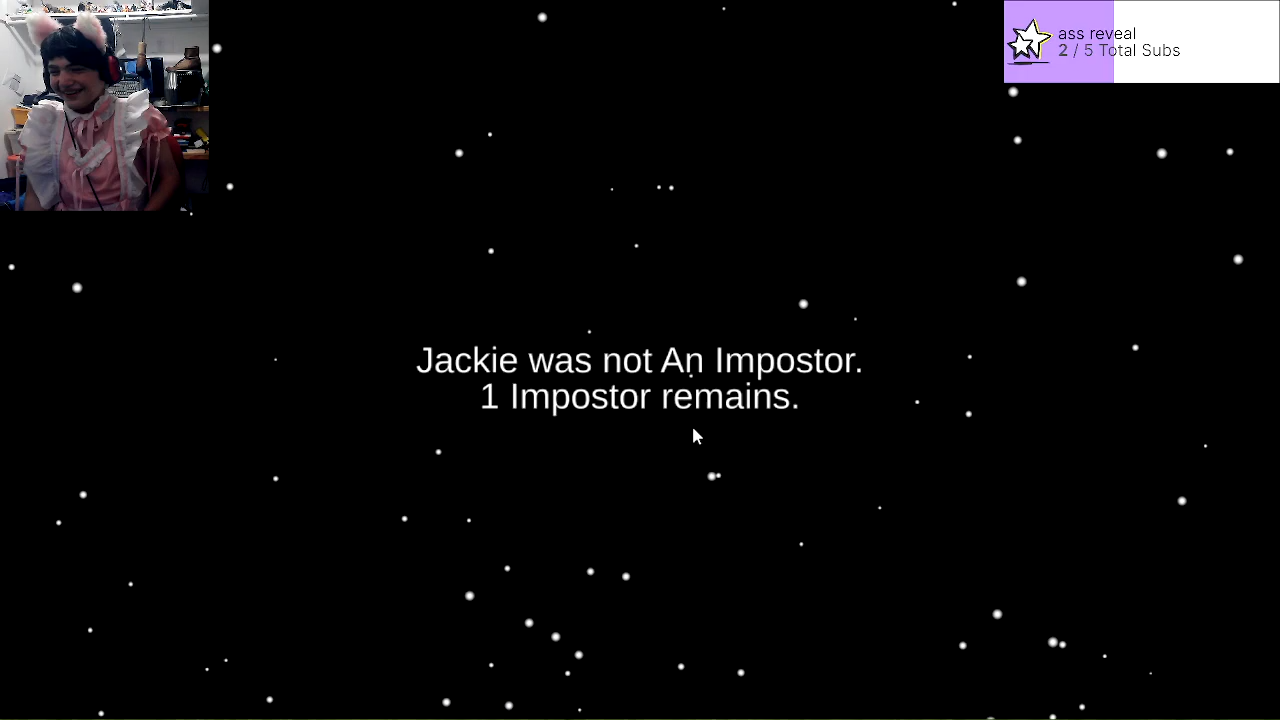 ass reveal
2 / 5 Total Subs
Jackie was not An Impostor.
1 Impostor remains.